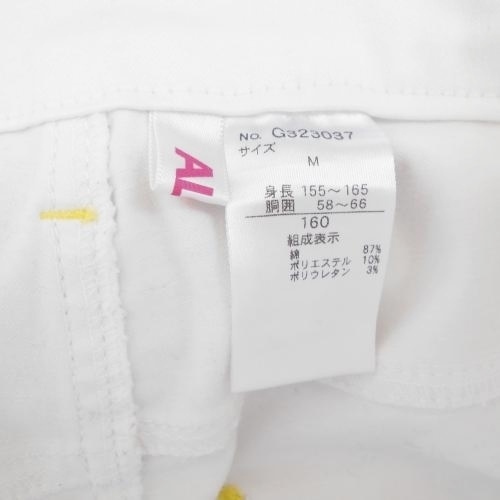 AL
No. G323037
サイズ
M
身長 155～165
胴囲 58～66
160
組成表示
綿 87%
ポリエステル 10%
ポリウレタン 3%